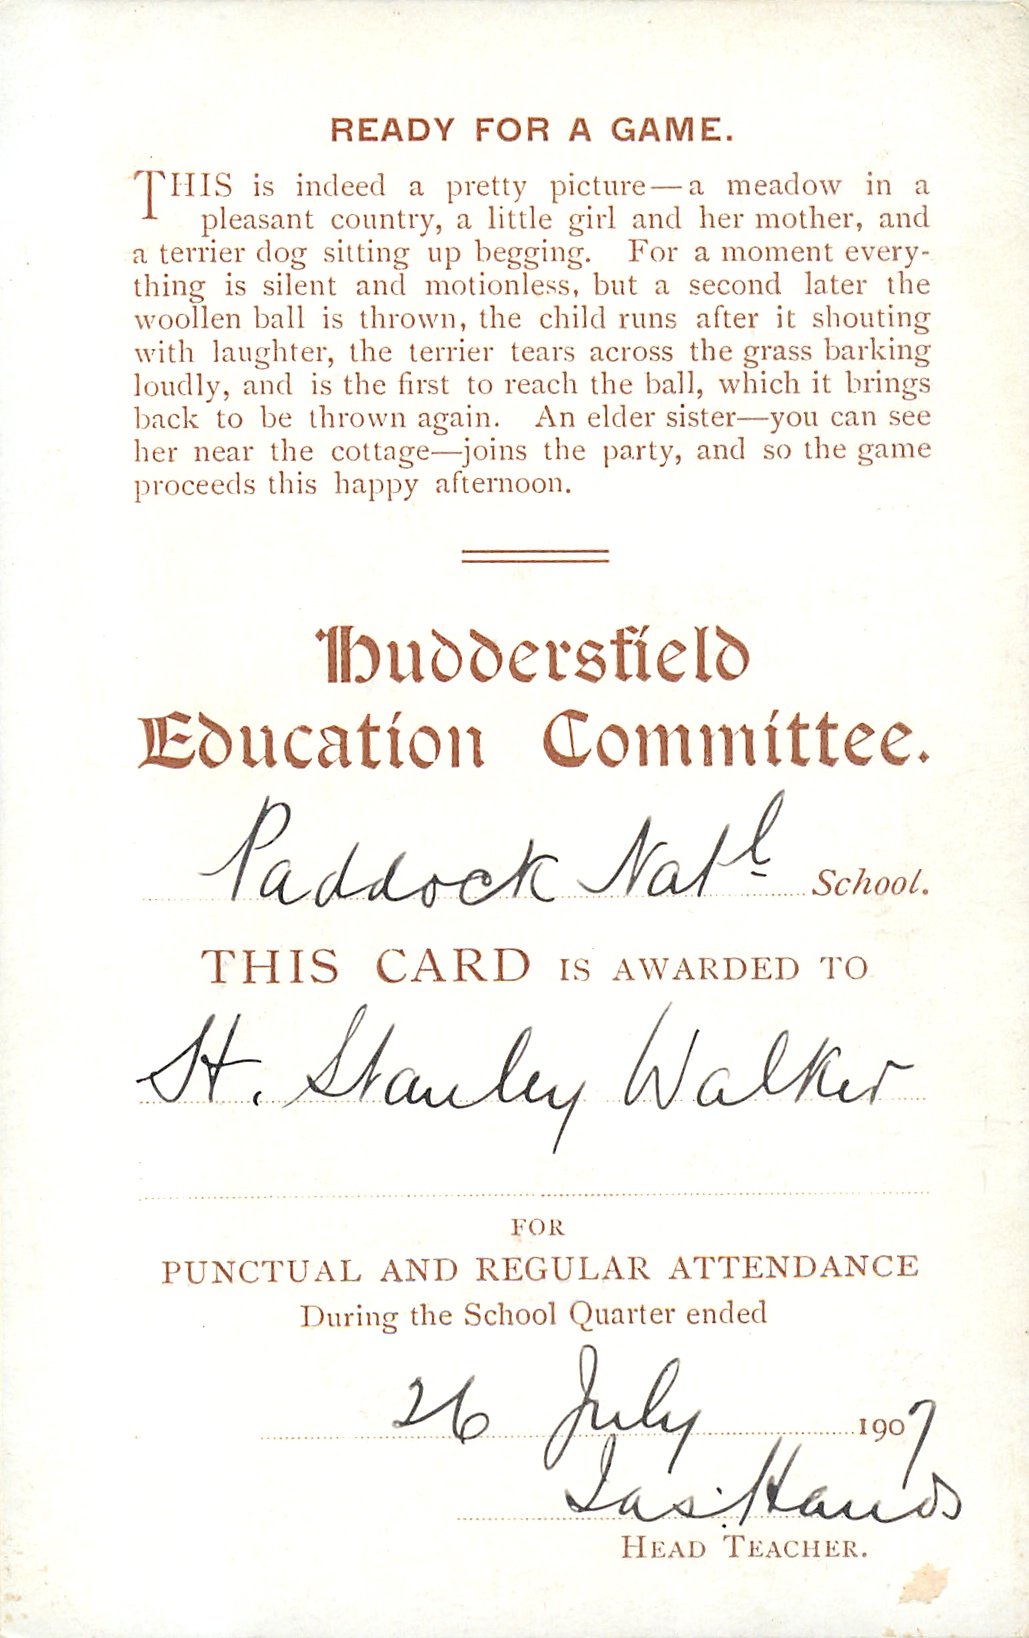 READY FOR A GAME.
THIS is indeed a pretty picture—a meadow in a
pleasant country, a little girl and her mother, and
a terrier dog sitting up begging. For a moment every-
thing is silent and motionless, but a second later the
woollen ball is thrown, the child runs after it shouting
with laughter, the terrier tears across the grass barking
loudly, and is the first to reach the ball, which it brings
back to be thrown again. An elder sister—you can see
her near the cottage—joins the party, and so the game
proceeds this happy afternoon.
Huddersfield
Education Committee.
Paddock Natl School.
THIS CARD IS AWARDED TO
H. Stanley Walker
FOR
PUNCTUAL AND REGULAR ATTENDANCE
During the School Quarter ended
26 July 1907
Jas. Hands
HEAD TEACHER.